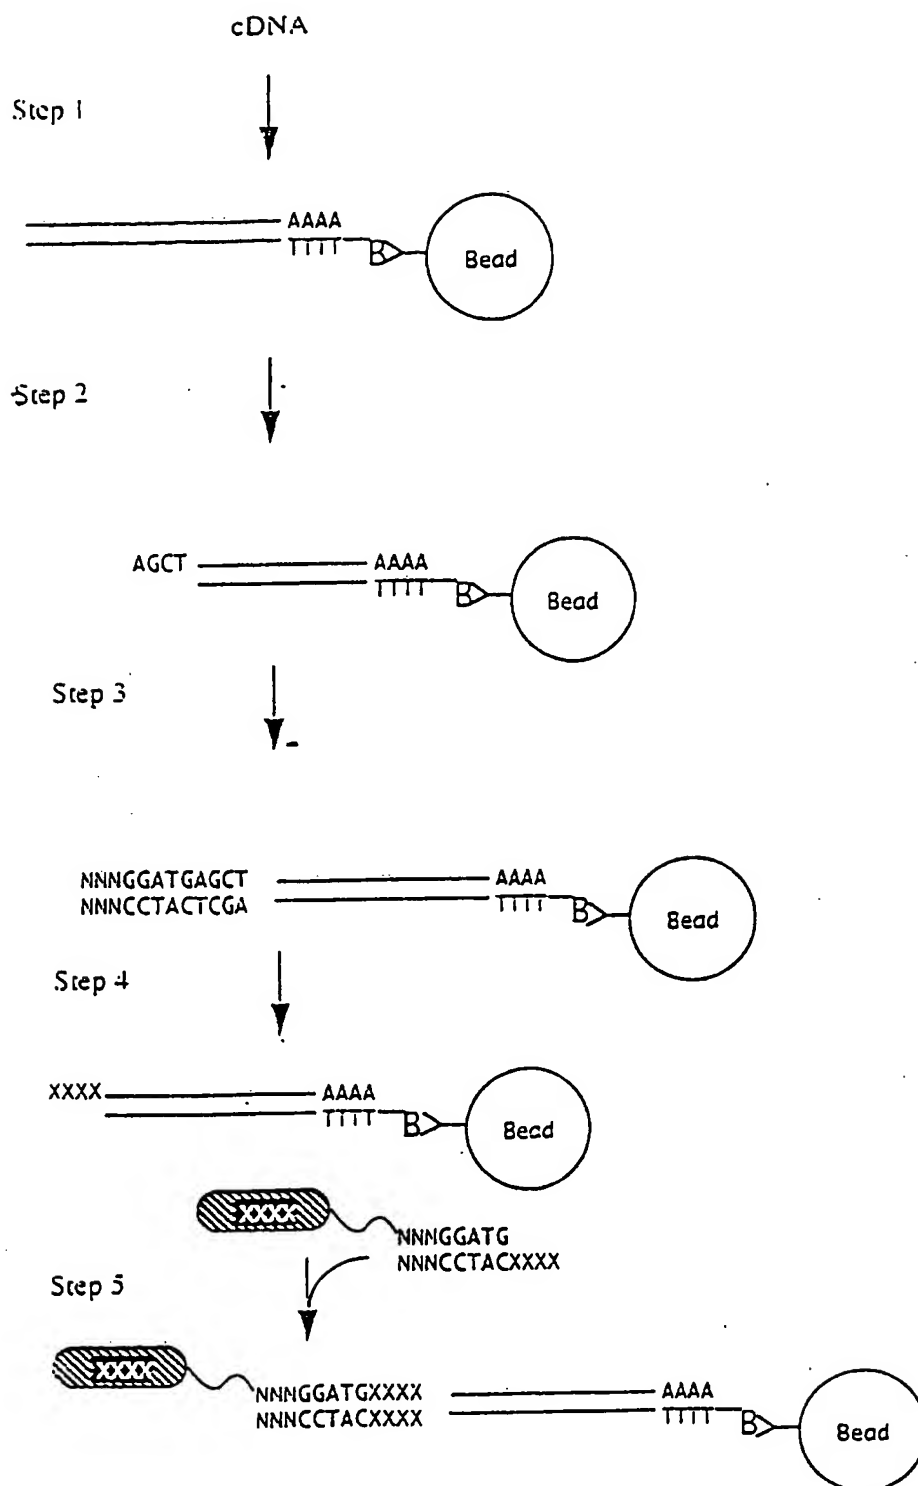 cDNA
Step 1
AAAA
TTTT B Bead
Step 2
AGCT AAAA
TTTT B Bead
Step 3
NNNGGATGAGCT AAAA
NNNCCTACTCGA TTTT B Bead
Step 4
XXXX AAAA
TTTT B Bead
XXXX
NNNGGATG
NNNCCTACXXXX
Step 5
XXXX
NNNGGATGXXXX AAAA
NNNCCTACXXXX TTTT B Bead